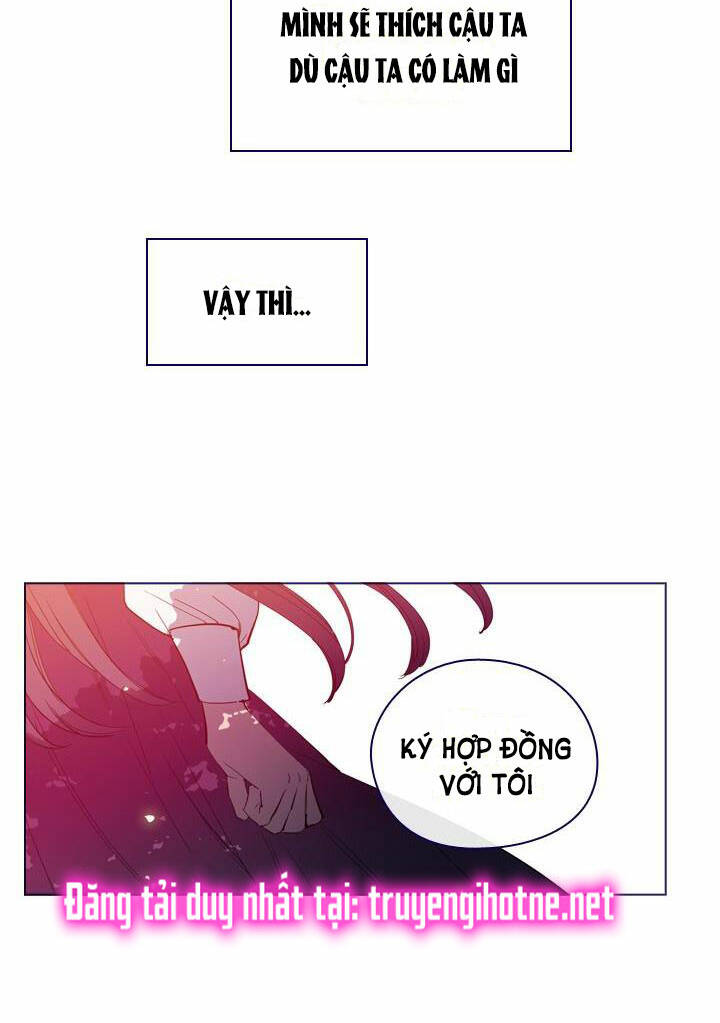 MÌNH SẼ THÍCH CẬU TA
DÙ CẬU TA CÓ LÀM GÌ
VẬY THÌ...
KÝ HỢP ĐỒNG
VỚI TÔI
Đăng tải duy nhất tại: truyengihotne.net